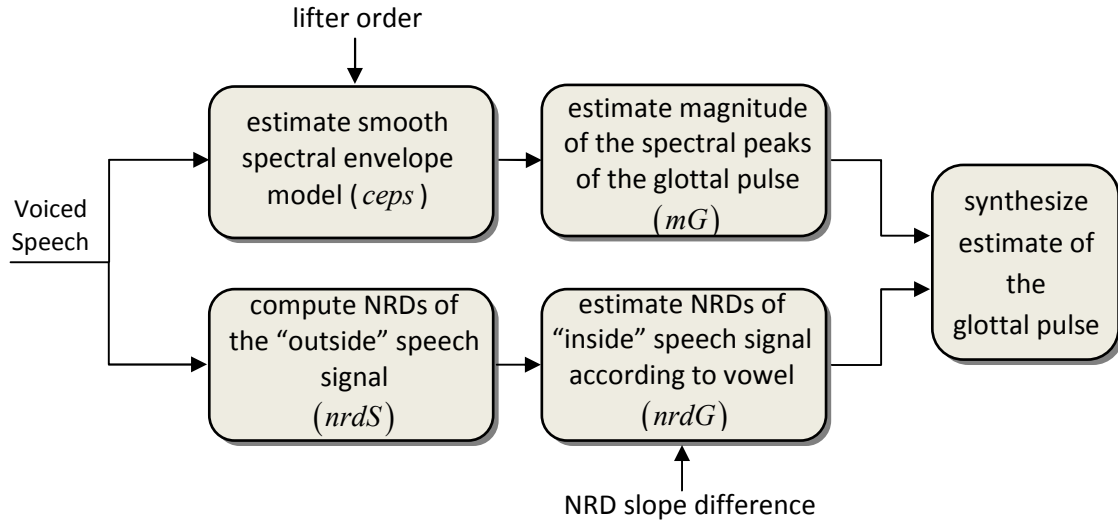 lifter order
estimate smooth
spectral envelope
model (ceps)
estimate magnitude
of the spectral peaks
of the glottal pulse
(mG)
Voiced
Speech
compute NRDs of
the “outside” speech
signal
(nrdS)
estimate NRDs of
“inside” speech signal
according to vowel
(nrdG)
synthesize
estimate of
the
glottal pulse
NRD slope difference